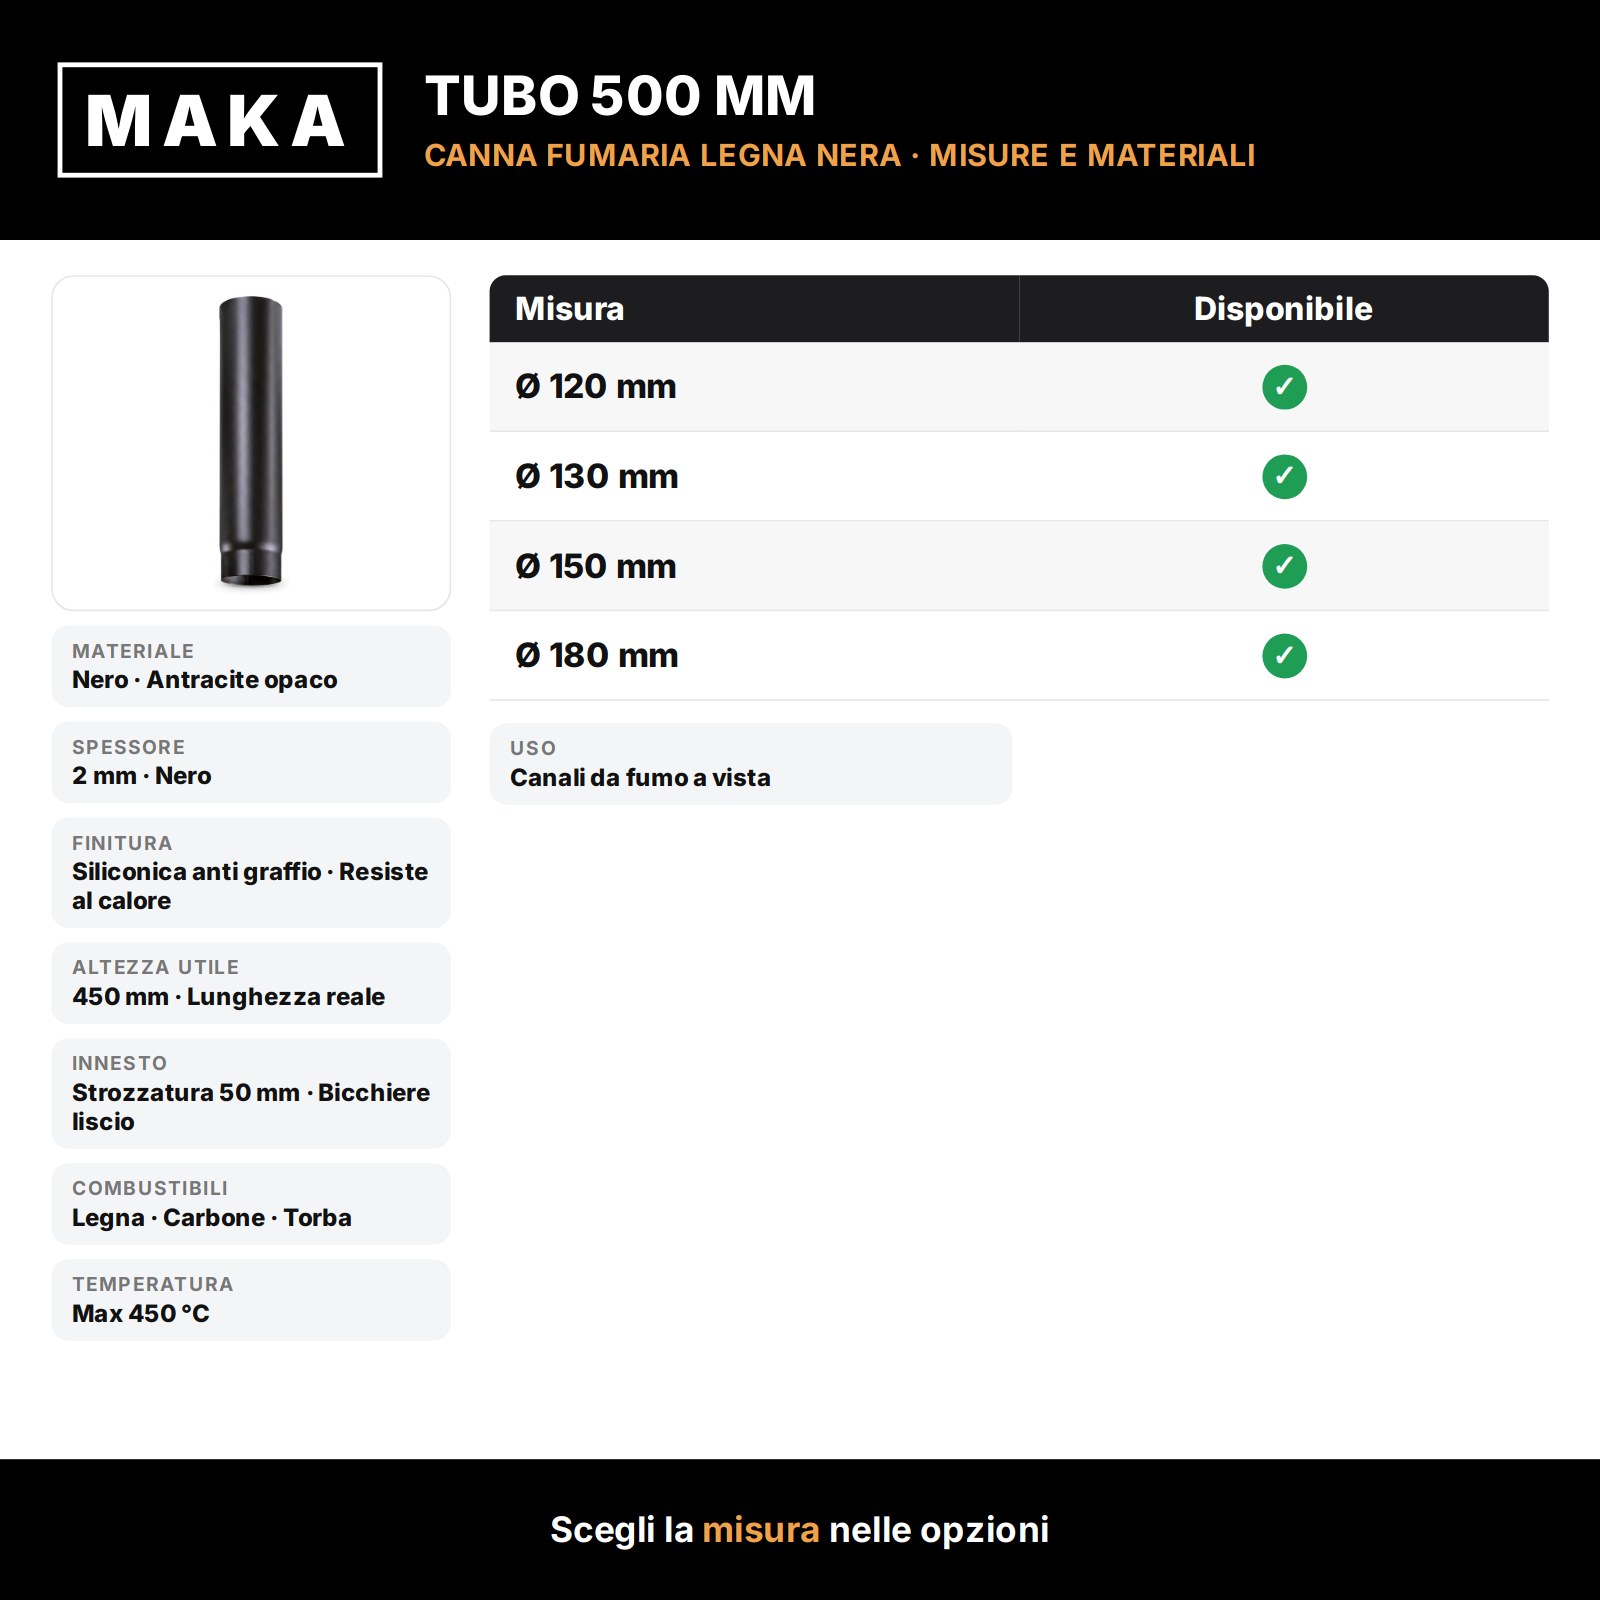 MAKA
TUBO 500 MM
CANNA FUMARIA LEGNA NERA · MISURE E MATERIALI
Misura Disponibile
Ø 120 mm ✓
Ø 130 mm ✓
Ø 150 mm ✓
Ø 180 mm ✓
MATERIALE
Nero · Antracite opaco
SPESSORE
2 mm · Nero
FINITURA
Siliconica anti graffio · Resiste
al calore
ALTEZZA UTILE
450 mm · Lunghezza reale
INNESTO
Strozzatura 50 mm · Bicchiere
liscio
COMBUSTIBILI
Legna · Carbone · Torba
TEMPERATURA
Max 450 °C
USO
Canali da fumo a vista
Scegli la misura nelle opzioni